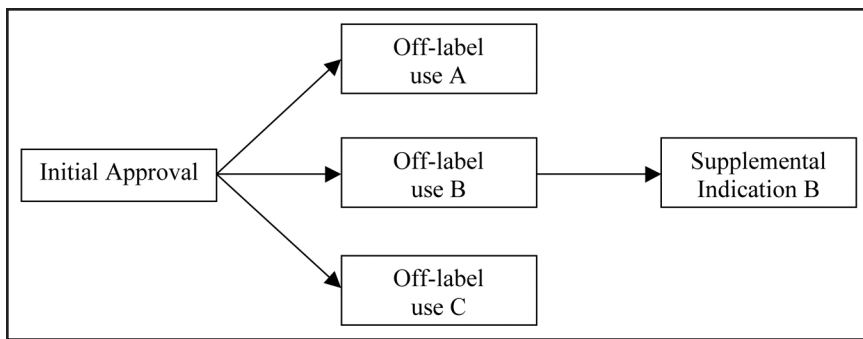 Off-label
use A
Initial Approval
Off-label
use B
Supplemental
Indication B
Off-label
use C